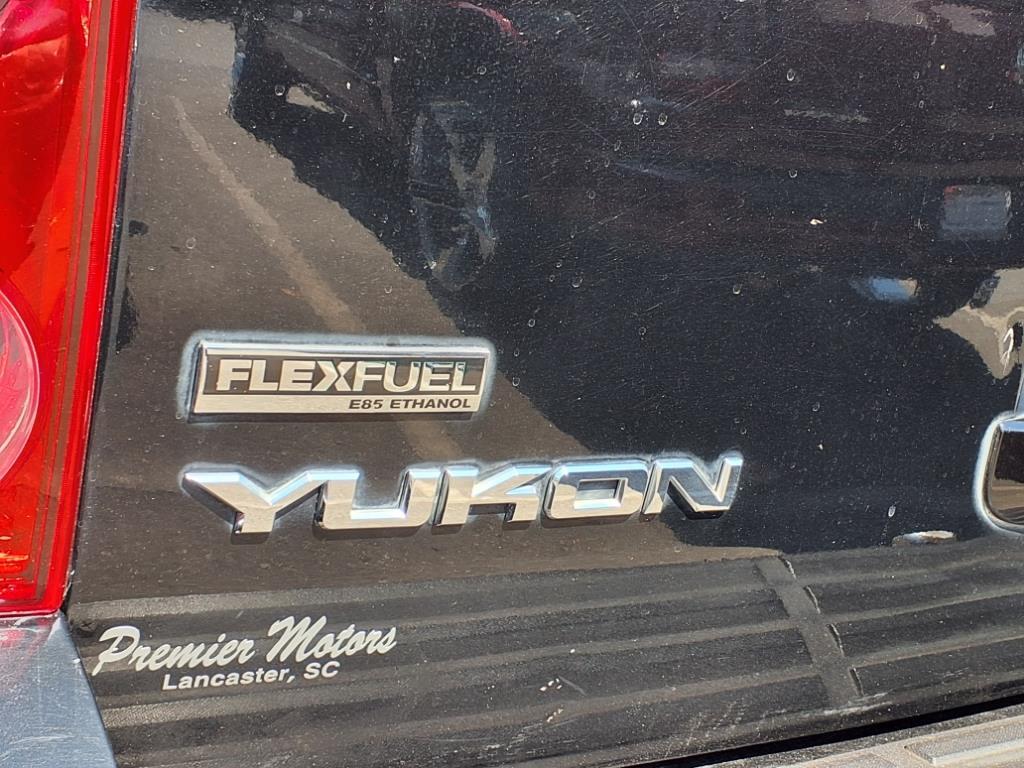 FLEXFUEL
E85 ETHANOL
YUKON
Premier Motors
Lancaster, SC